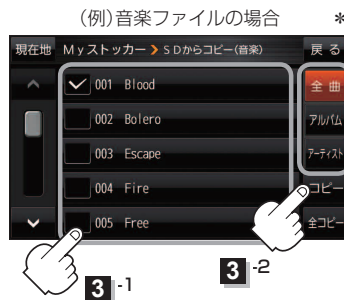 (例)音楽ファイルの場合 *
現在地 Myストッカー > SDからコピー(音楽) 戻る
001 Blood 全曲
002 Bolero アルバム
003 Escape アーティスト
004 Fire コピー
005 Free 全コピー
3 -1
3 -2